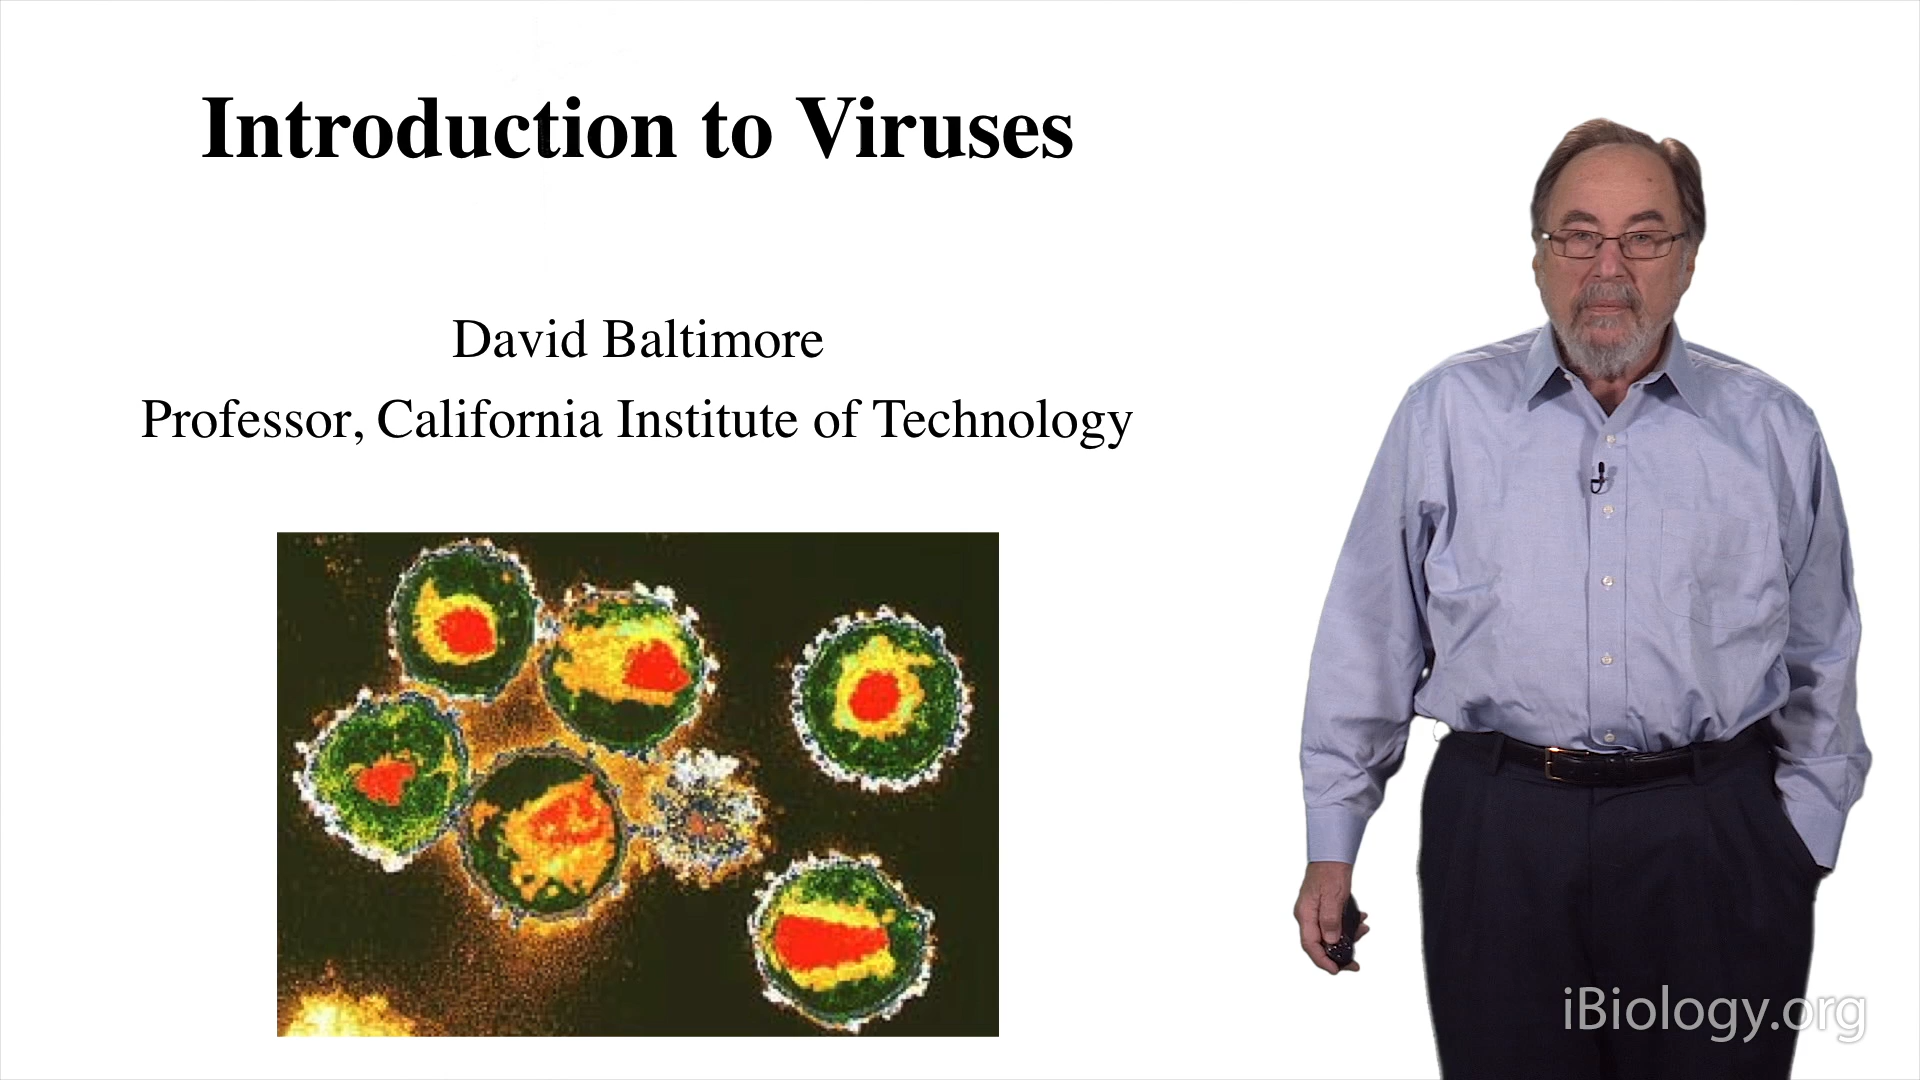 Introduction to Viruses
David Baltimore
Professor, California Institute of Technology
iBiology.org